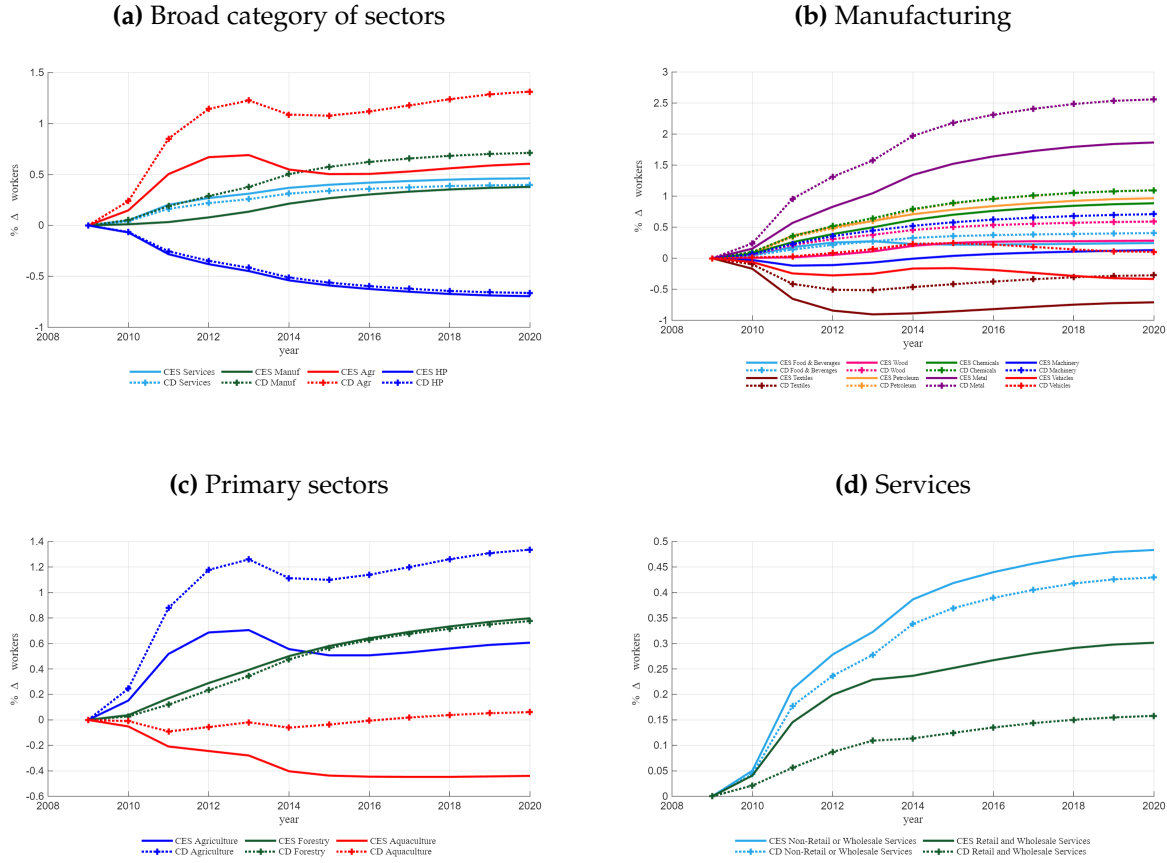 (a) Broad category of sectors
1.5
1
0.5
0
-0.5
-1
2008 2010 2012 2014 2016 2018 2020
% Δ workers
year
CES Services CES Manuf CES Agr CES HP
CD Services CD Manuf CD Agr CD HP
(b) Manufacturing
3
2.5
2
1.5
1
0.5
0
-0.5
-1
2008 2010 2012 2014 2016 2018 2020
% Δ workers
year
CES Food & Beverages CES Wood CES Chemicals CES Machinery
CD Food & Beverages CD Wood CD Chemicals CD Machinery
CES Textiles CES Petroleum CES Metal CES Vehicles
CD Textiles CD Petroleum CD Metal CD Vehicles
(c) Primary sectors
1.4
1.2
1
0.8
0.6
0.4
0.2
0
-0.2
-0.4
-0.6
2008 2010 2012 2014 2016 2018 2020
% Δ workers
year
CES Agriculture CES Forestry CES Aquaculture
CD Agriculture CD Forestry CD Aquaculture
(d) Services
0.5
0.45
0.4
0.35
0.3
0.25
0.2
0.15
0.1
0.05
0
2008 2010 2012 2014 2016 2018 2020
% Δ workers
year
CES Non-Retail or Wholesale Services CES Retail and Wholesale Services
CD Non-Retail or Wholesale Services CD Retail and Wholesale Services